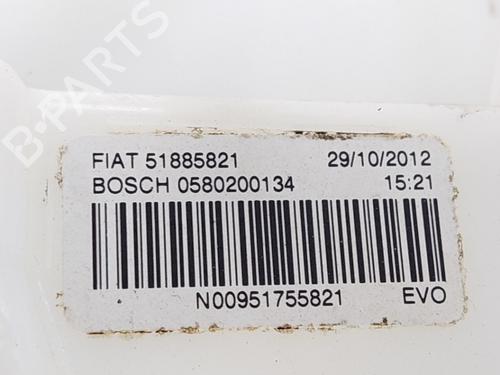 B-PARTS
FIAT 51885821 29/10/2012
BOSCH 0580200134 15:21
N00951755821 EVO